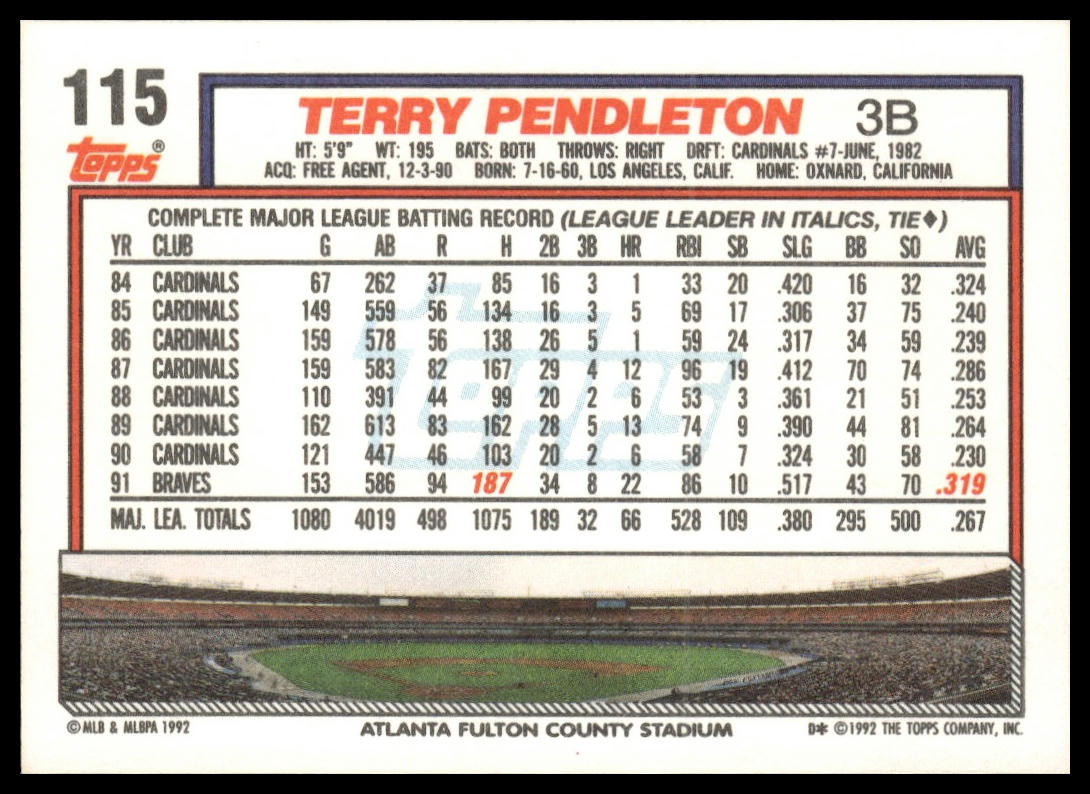 115
Topps®
TERRY PENDLETON 3B
HT: 5'9" WT: 195 BATS: BOTH THROWS: RIGHT DRFT: CARDINALS #7-JUNE, 1982
ACQ: FREE AGENT, 12-3-90 BORN: 7-16-60, LOS ANGELES, CALIF. HOME: OXNARD, CALIFORNIA
COMPLETE MAJOR LEAGUE BATTING RECORD (LEAGUE LEADER IN ITALICS, TIE♦)
YR CLUB G AB R H 2B 3B HR RBI SB SLG BB SO AVG
84 CARDINALS 67 262 37 85 16 3 1 33 20 .420 16 32 .324
85 CARDINALS 149 559 56 134 16 3 5 69 17 .306 37 75 .240
86 CARDINALS 159 578 56 138 26 5 1 59 24 .317 34 59 .239
87 CARDINALS 159 583 82 167 29 4 12 96 19 .412 70 74 .286
88 CARDINALS 110 391 44 99 20 2 6 53 3 .361 21 51 .253
89 CARDINALS 162 613 83 162 28 5 13 74 9 .390 44 81 .264
90 CARDINALS 121 447 46 103 20 2 6 58 7 .324 30 58 .230
91 BRAVES 153 586 94 187 34 8 22 86 10 .517 43 70 .319
MAJ. LEA. TOTALS 1080 4019 498 1075 189 32 66 528 109 .380 295 500 .267
Topps
©MLB & MLBPA 1992 ATLANTA FULTON COUNTY STADIUM D* ©1992 THE TOPPS COMPANY, INC.